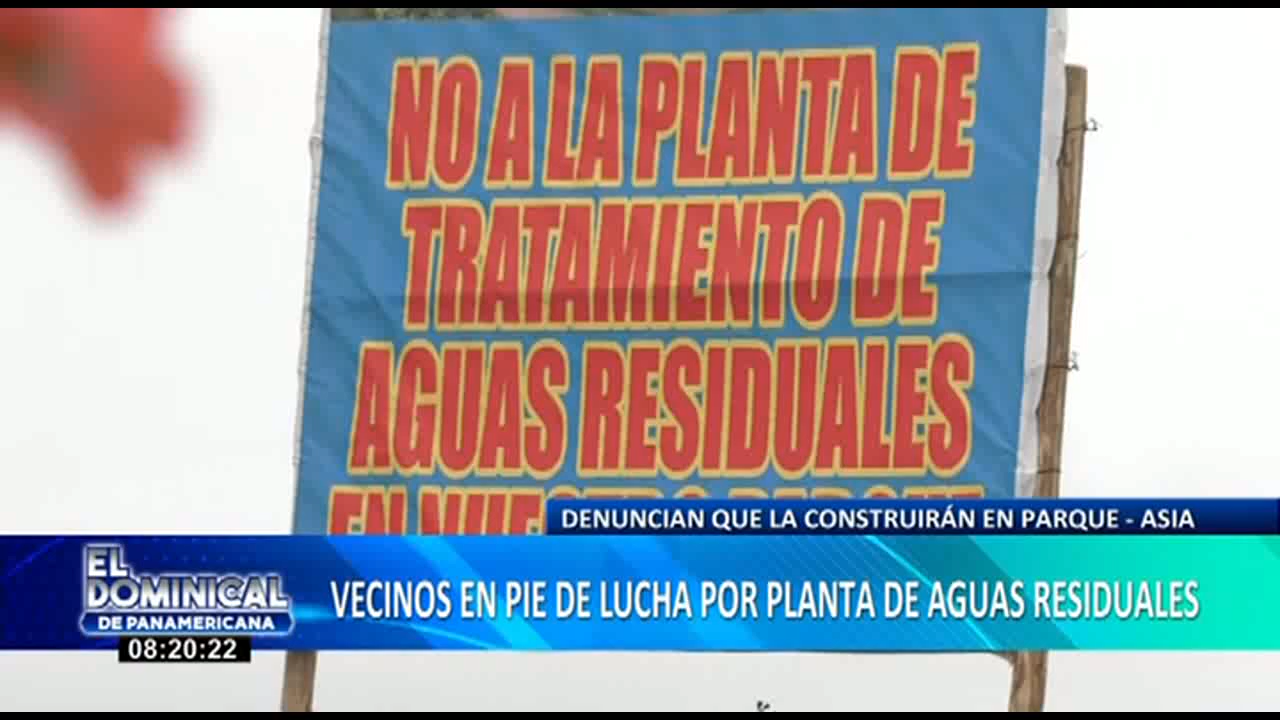 NO A LA PLANTA DE
TRATAMIENTO DE
AGUAS RESIDUALES
DENUNCIAN QUE LA CONSTRUIRÁN EN PARQUE - ASIA
EL DOMINICAL
DE PANAMERICANA
VECINOS EN PIE DE LUCHA POR PLANTA DE AGUAS RESIDUALES
08:20:22